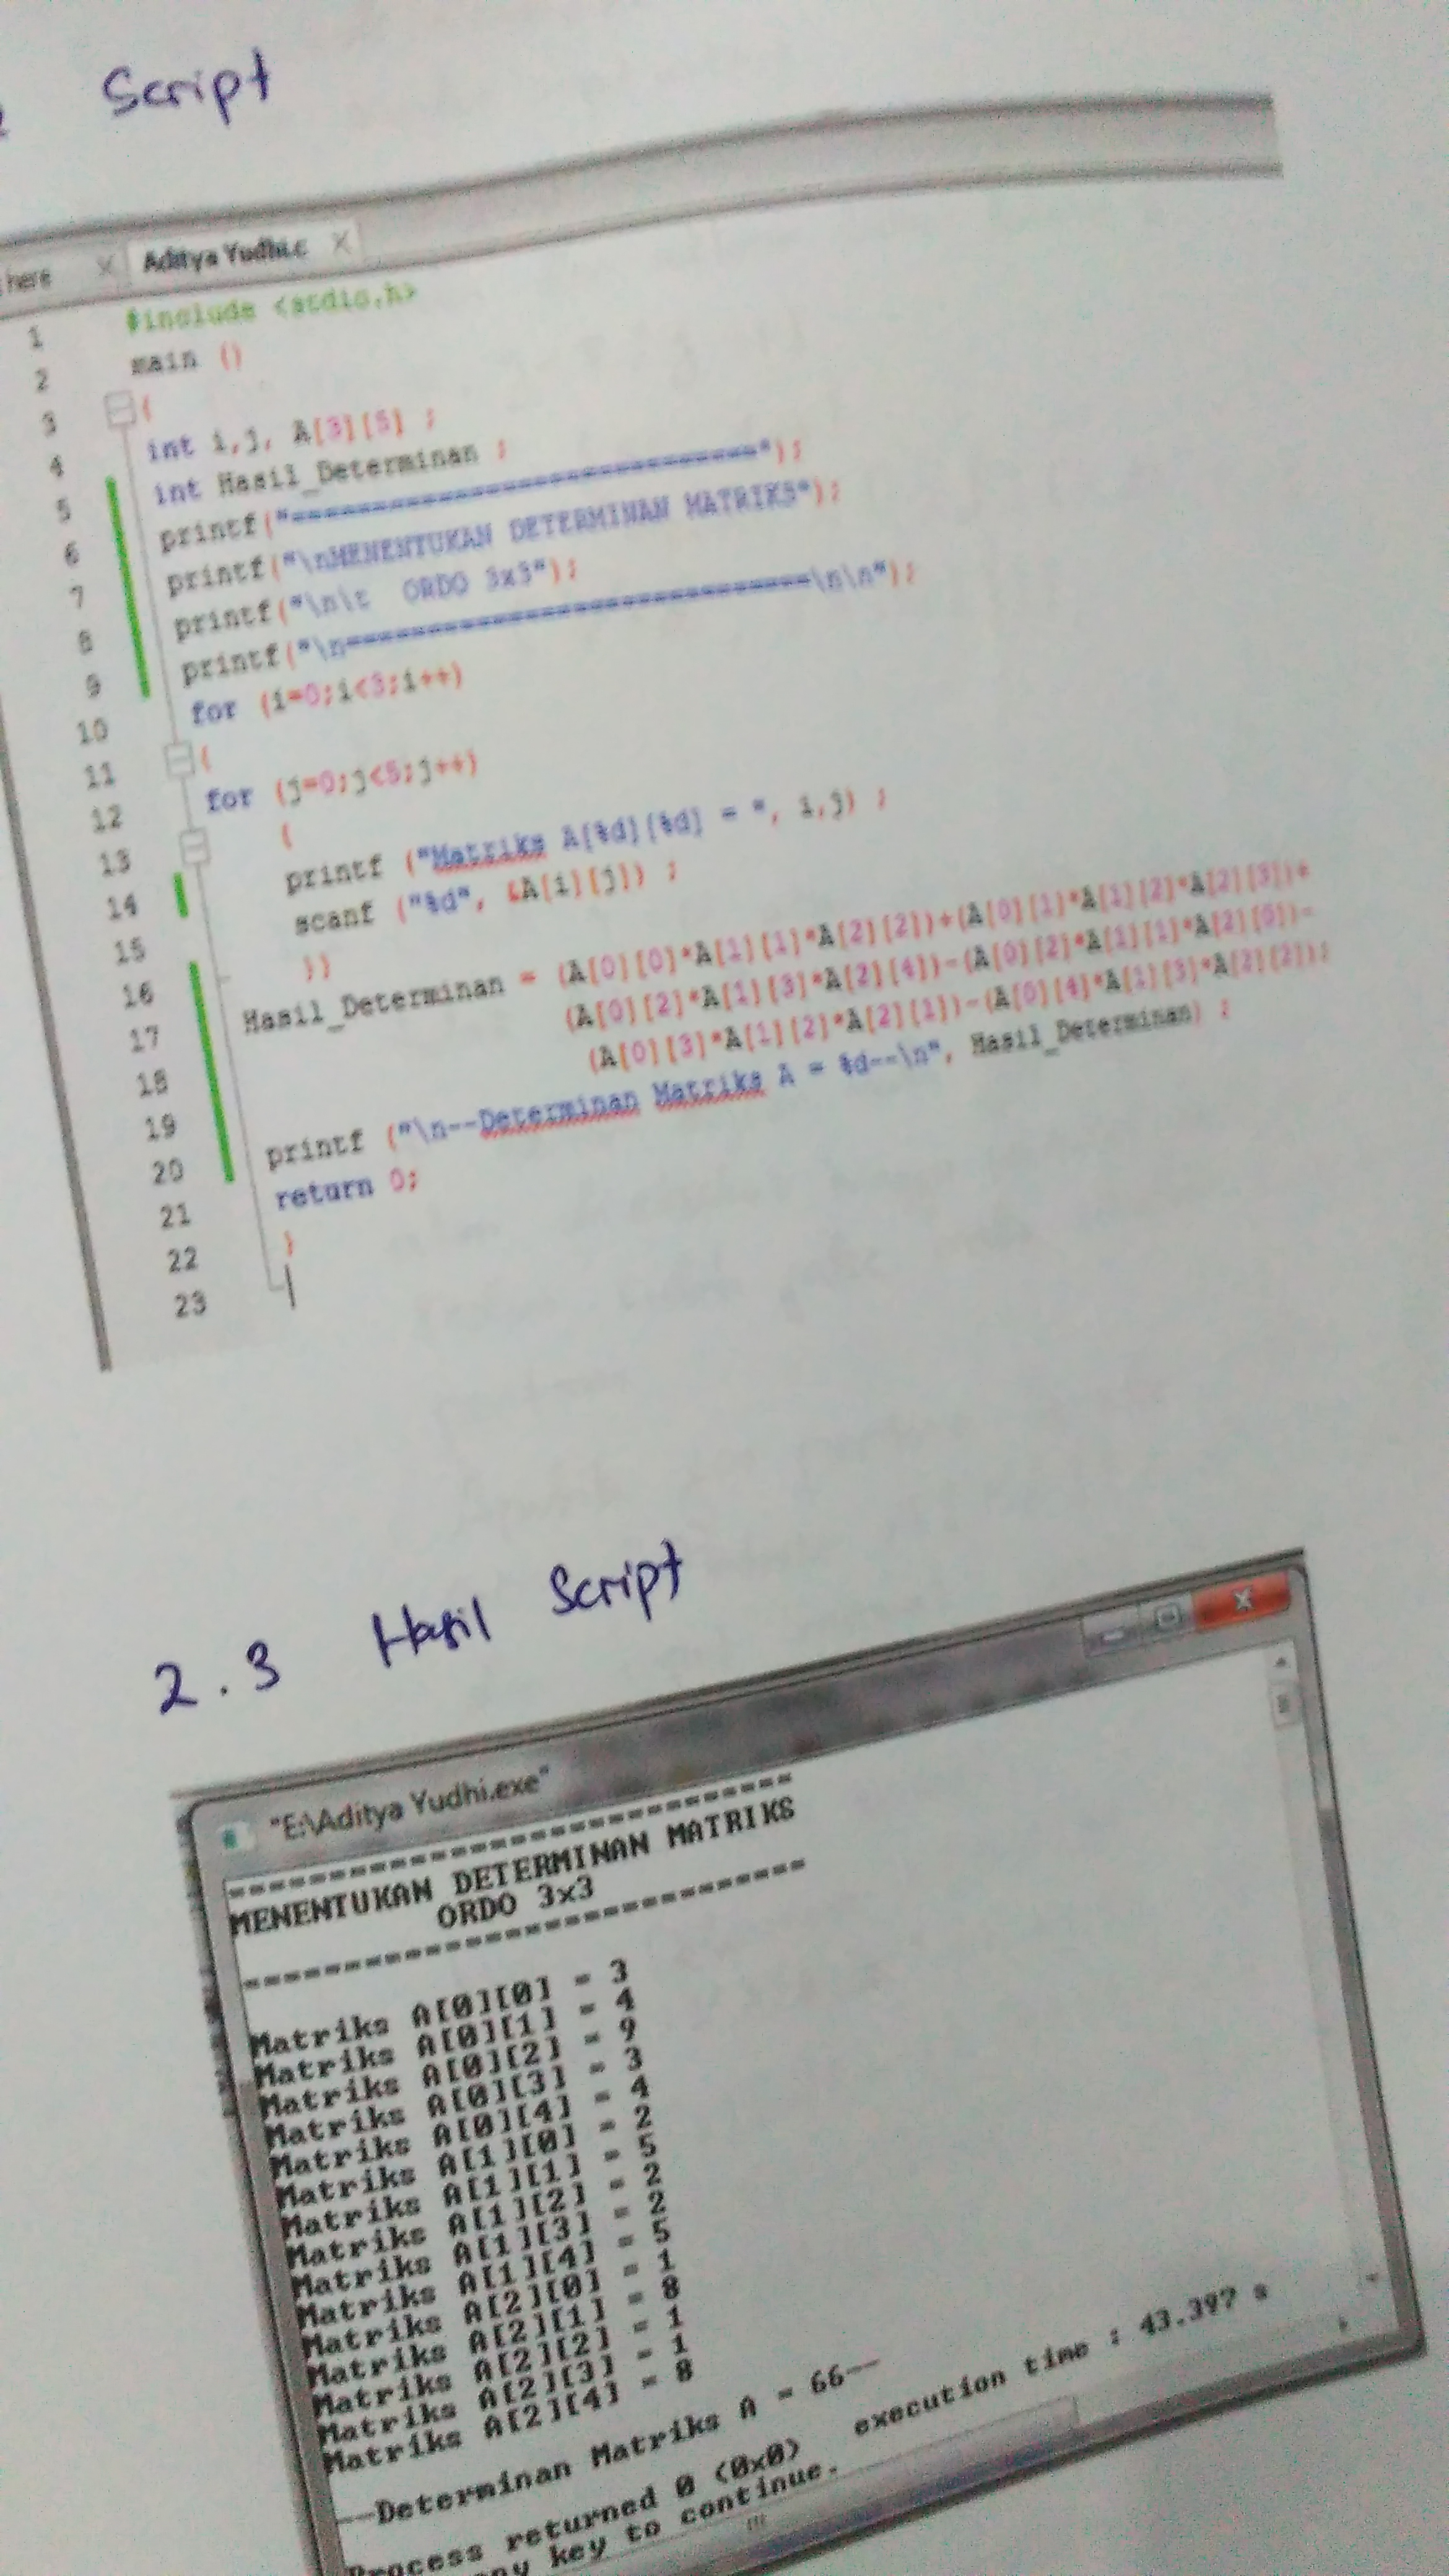 Script
here
Aditya Yudhi.c
1 #include <stdio.h>
2 main ()
3 {
4 int i,j, A[3][5] ;
5 int Hasil_Determinan ;
6 printf("=============================");
7 printf("\nMENENTUKAN DETERMINAN MATRIKS");
8 printf("\n\t  ORDO 3x3");
9 printf("\n=============================\n\n");
10 for (i=0;i<3;i++)
11 {
12 for (j=0;j<5;j++)
13 {
14 printf ("Matriks A[%d][%d] = ", i,j) ;
15 scanf ("%d", &A[i][j]) ;
16 }}
17 Hasil_Determinan = (A[0][0]*A[1][1]*A[2][2])+(A[0][1]*A[1][2]*A[2][3])+
18 (A[0][2]*A[1][3]*A[2][4])-(A[0][2]*A[1][1]*A[2][0])-
19 (A[0][3]*A[1][2]*A[2][1])-(A[0][4]*A[1][3]*A[2][2]);
20 printf ("\n--Determinan Matriks A = %d--\n", Hasil_Determinan) ;
21 return 0;
22 }
23
2.3 Hasil Script
"E:\Aditya Yudhi.exe"
=============================
MENENTUKAN DETERMINAN MATRIKS
ORDO 3x3
=============================
Matriks A[0][0] = 3
Matriks A[0][1] = 4
Matriks A[0][2] = 9
Matriks A[0][3] = 3
Matriks A[0][4] = 4
Matriks A[1][0] = 2
Matriks A[1][1] = 5
Matriks A[1][2] = 2
Matriks A[1][3] = 2
Matriks A[1][4] = 5
Matriks A[2][0] = 1
Matriks A[2][1] = 8
Matriks A[2][2] = 1
Matriks A[2][3] = 1
Matriks A[2][4] = 8
--Determinan Matriks A = 66--
Process returned 0 (0x0)   execution time : 43.397 s
any key to continue.